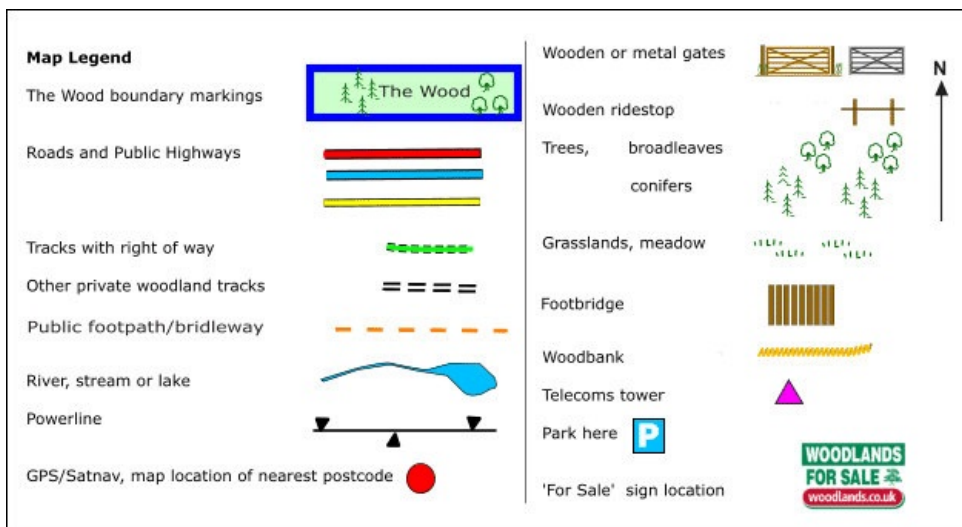 Map Legend
The Wood boundary markings
The Wood
Roads and Public Highways
Tracks with right of way
Other private woodland tracks
Public footpath/bridleway
River, stream or lake
Powerline
GPS/Satnav, map location of nearest postcode
Wooden or metal gates
N
Wooden ridestop
Trees, broadleaves
conifers
Grasslands, meadow
Footbridge
Woodbank
Telecoms tower
Park here P
'For Sale' sign location
WOODLANDS
FOR SALE
woodlands.co.uk